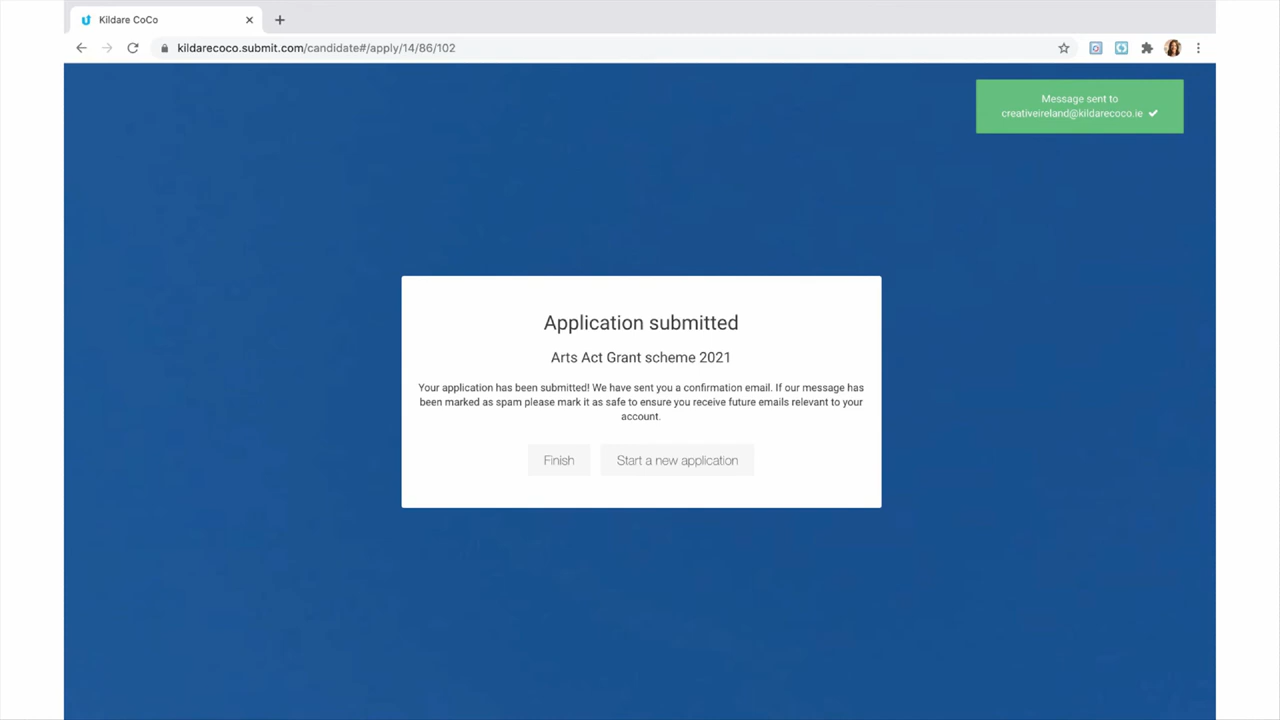 Kildare CoCo
kildarecoco.submit.com/candidate#/apply/14/86/102
Message sent to
creativeireland@kildarecoco.ie
Application submitted
Arts Act Grant scheme 2021
Your application has been submitted! We have sent you a confirmation email. If our message has
been marked as spam please mark it as safe to ensure you receive future emails relevant to your
account.
Finish
Start a new application